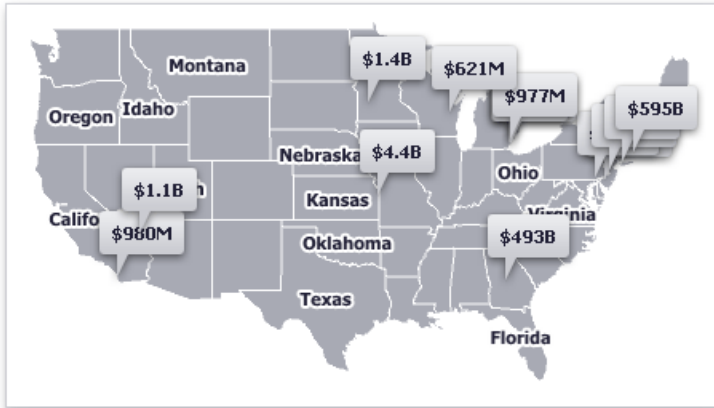 $1.4B
$621M
Montana
$977M
$595B
Oregon
Idaho
Nebraska
$4.4B
Ohio
$1.1B
Kansas
Virginia
$980M
$493B
Oklahoma
Texas
Florida